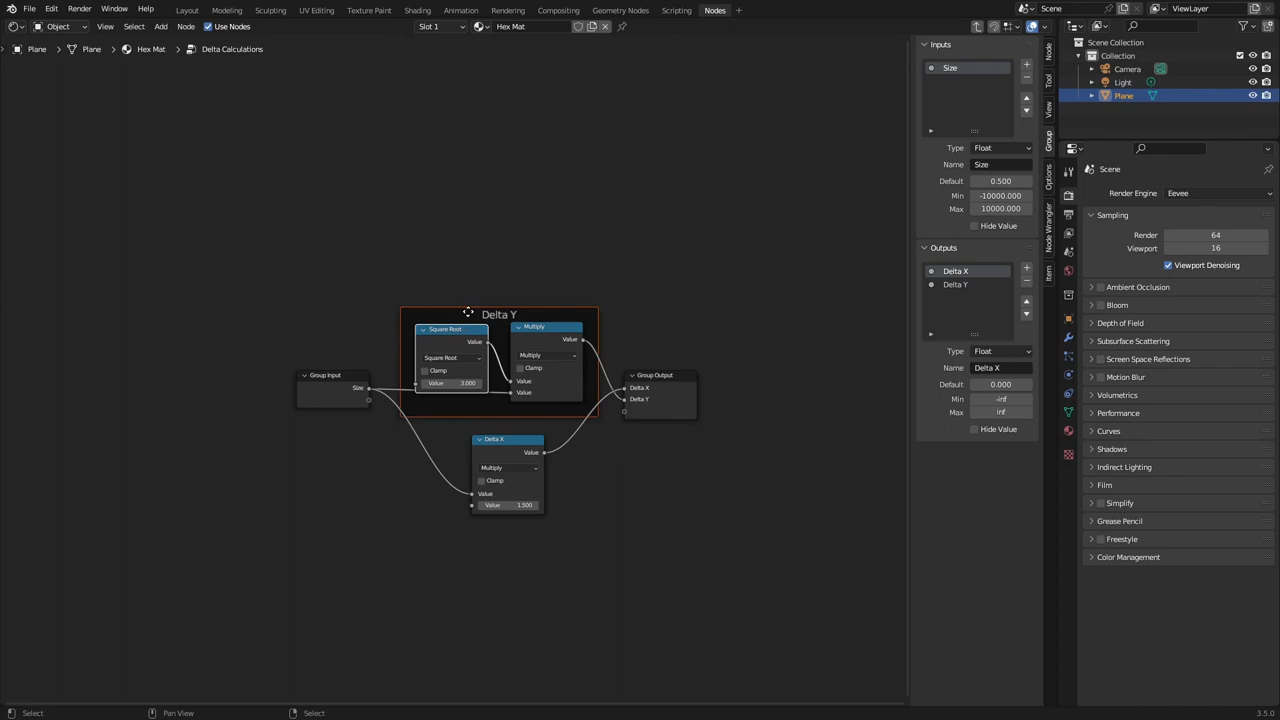 File Edit Render Window Help Layout Modeling Sculpting UV Editing Texture Paint Shading Animation Rendering Compositing Geometry Nodes Scripting Nodes + Scene ViewLayer
Object View Select Add Node Use Nodes Slot 1 Hex Mat
Plane > Plane > Hex Mat > Delta Calculations
Delta Y
Square Root
Value
Square Root
Clamp
Value 3.000
Multiply
Value
Multiply
Clamp
Value
Value
Group Input
Size
Group Output
Delta X
Delta Y
Delta X
Value
Multiply
Clamp
Value
Value 1.500
Inputs
Size
Type Float
Name Size
Default 0.500
Min -10000.000
Max 10000.000
Hide Value
Outputs
Delta X
Delta Y
Type Float
Name Delta X
Default 0.000
Min -inf
Max inf
Hide Value
Node
Tool
View
Group
Options
Node Wrangler
Item
Scene Collection
Collection
Camera
Light
Plane
Scene
Render Engine Eevee
Sampling
Render 64
Viewport 16
Viewport Denoising
Ambient Occlusion
Bloom
Depth of Field
Subsurface Scattering
Screen Space Reflections
Motion Blur
Volumetrics
Performance
Curves
Shadows
Indirect Lighting
Film
Simplify
Grease Pencil
Freestyle
Color Management
Select Pan View Select 3.5.0